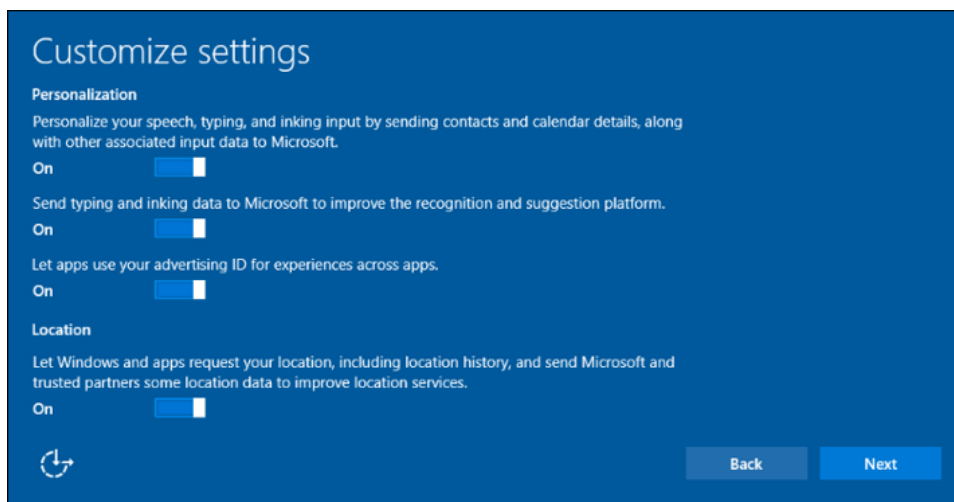 Customize settings
Personalization
Personalize your speech, typing, and inking input by sending contacts and calendar details, along
with other associated input data to Microsoft.
On
Send typing and inking data to Microsoft to improve the recognition and suggestion platform.
On
Let apps use your advertising ID for experiences across apps.
On
Location
Let Windows and apps request your location, including location history, and send Microsoft and
trusted partners some location data to improve location services.
On
Back
Next